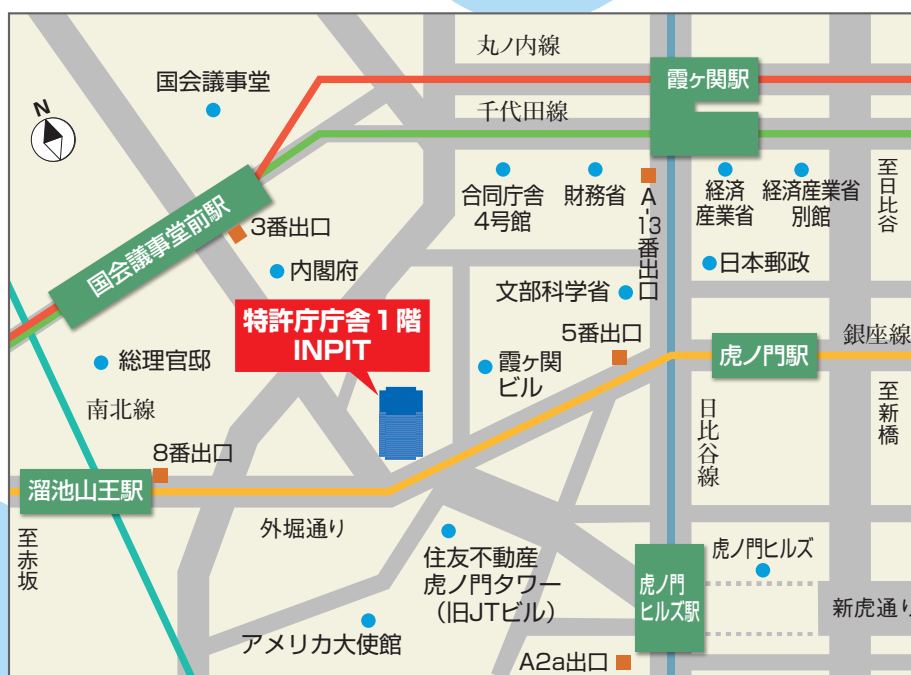 丸ノ内線
国会議事堂
霞ヶ関駅
N
千代田線
合同庁舎
4号館
財務省
A-13番出口
経済
産業省
経済産業省
別館
至日比谷
国会議事堂前駅
3番出口
内閣府
日本郵政
文部科学省
特許庁庁舎1階
INPIT
5番出口
銀座線
虎ノ門駅
総理官邸
霞ヶ関
ビル
至新橋
南北線
日比谷線
8番出口
溜池山王駅
外堀通り
至赤坂
住友不動産
虎ノ門タワー
(旧JTビル)
虎ノ門ヒルズ
虎ノ門
ヒルズ駅
新虎通り
アメリカ大使館
A2a出口